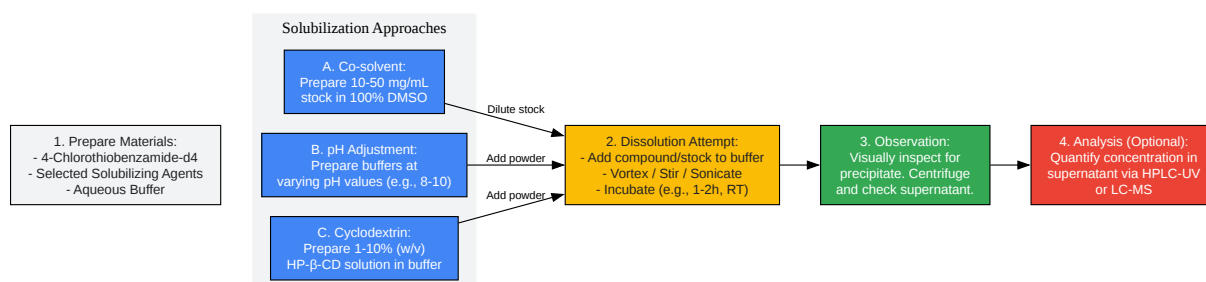 Solubilization Approaches
1. Prepare Materials:
- 4-Chlorothiobenzamide-d4
- Selected Solubilizing Agents
- Aqueous Buffer
A. Co-solvent:
Prepare 10-50 mg/mL
stock in 100% DMSO
B. pH Adjustment:
Prepare buffers at
varying pH values (e.g., 8-10)
C. Cyclodextrin:
Prepare 1-10% (w/v)
HP-β-CD solution in buffer
Dilute stock
Add powder
Add powder
2. Dissolution Attempt:
- Add compound/stock to buffer
- Vortex / Stir / Sonicate
- Incubate (e.g., 1-2h, RT)
3. Observation:
Visually inspect for
precipitate. Centrifuge
and check supernatant.
4. Analysis (Optional):
Quantify concentration in
supernatant via HPLC-UV
or LC-MS